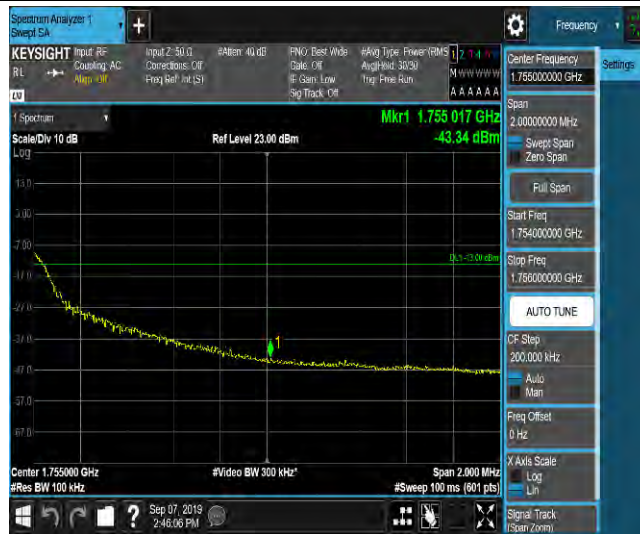 Spectrum Analyzer 1
Swept SA
+
Frequency
KEYSIGHT
RL
Input: RF
Coupling: AC
Align: Off
Input Z: 50 Ω
Corrections: Off
Freq Ref: Int (S)
#Atten: 40 dB
PNO: Best Wide
Gate: Off
IF Gain: Low
Sig Track: Off
#Avg Type: Power (RMS
Avg|Hold: 30/30
Trig: Free Run
1 2
M W W W W W
A A A A A A
LXI
1 Spectrum
Scale/Div 10 dB
Ref Level 23.00 dBm
Mkr1 1.755 017 GHz
-43.34 dBm
Log
13.0
3.00
-7.00
DL1 -13.00 dBm
-17.0
-27.0
-37.0
1
-47.0
-57.0
-67.0
Center 1.755000 GHz
#Video BW 300 kHz*
Span 2.000 MHz
#Res BW 100 kHz
#Sweep 100 ms (601 pts)
Sep 07, 2019
2:46:06 PM
?
Center Frequency
1.755000000 GHz
Settings
Span
2.00000000 MHz
Swept Span
Zero Span
Full Span
Start Freq
1.754000000 GHz
Stop Freq
1.756000000 GHz
AUTO TUNE
CF Step
200.000 kHz
Auto
Man
Freq Offset
0 Hz
X Axis Scale
Log
Lin
Signal Track
(Span Zoom)